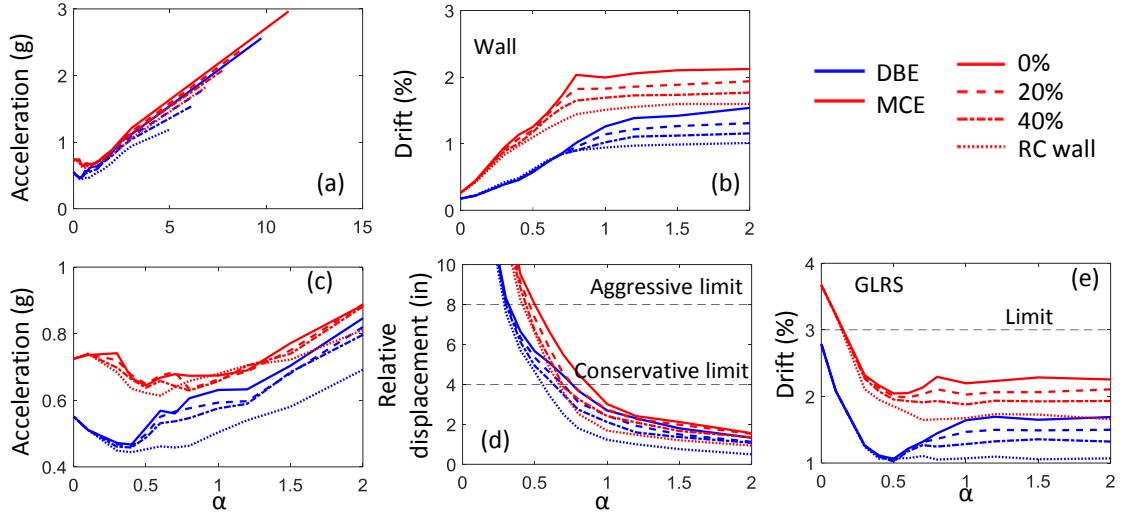 3
2
1
0
Acceleration (g)
0
5
10
15
(a)
3
2
1
0
Drift (%)
Wall
0
0.5
1
1.5
2
(b)
DBE
MCE
0%
20%
40%
RC wall
1
0.8
0.6
0.4
Acceleration (g)
0
0.5
1
1.5
2
α
(c)
10
8
6
4
2
0
Relative
displacement (in)
Aggressive limit
Conservative limit
0
0.5
1
1.5
2
(d)
4
3
2
1
Drift (%)
GLRS
Limit
0
0.5
1
1.5
2
α
(e)